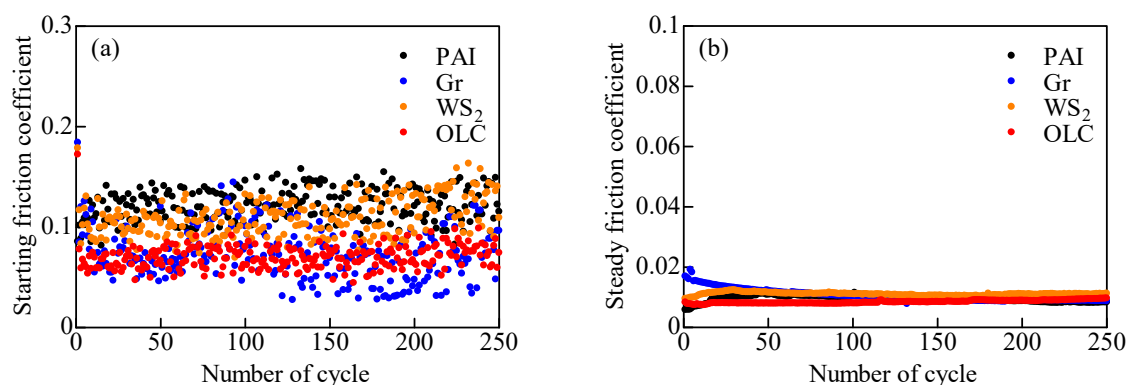 (a)
Starting friction coefficient
0.3
0.2
0.1
0
PAI
Gr
WS₂
OLC
0
50
100
150
200
250
Number of cycle
(b)
Steady friction coefficient
0.1
0.08
0.06
0.04
0.02
0
PAI
Gr
WS₂
OLC
0
50
100
150
200
250
Number of cycle